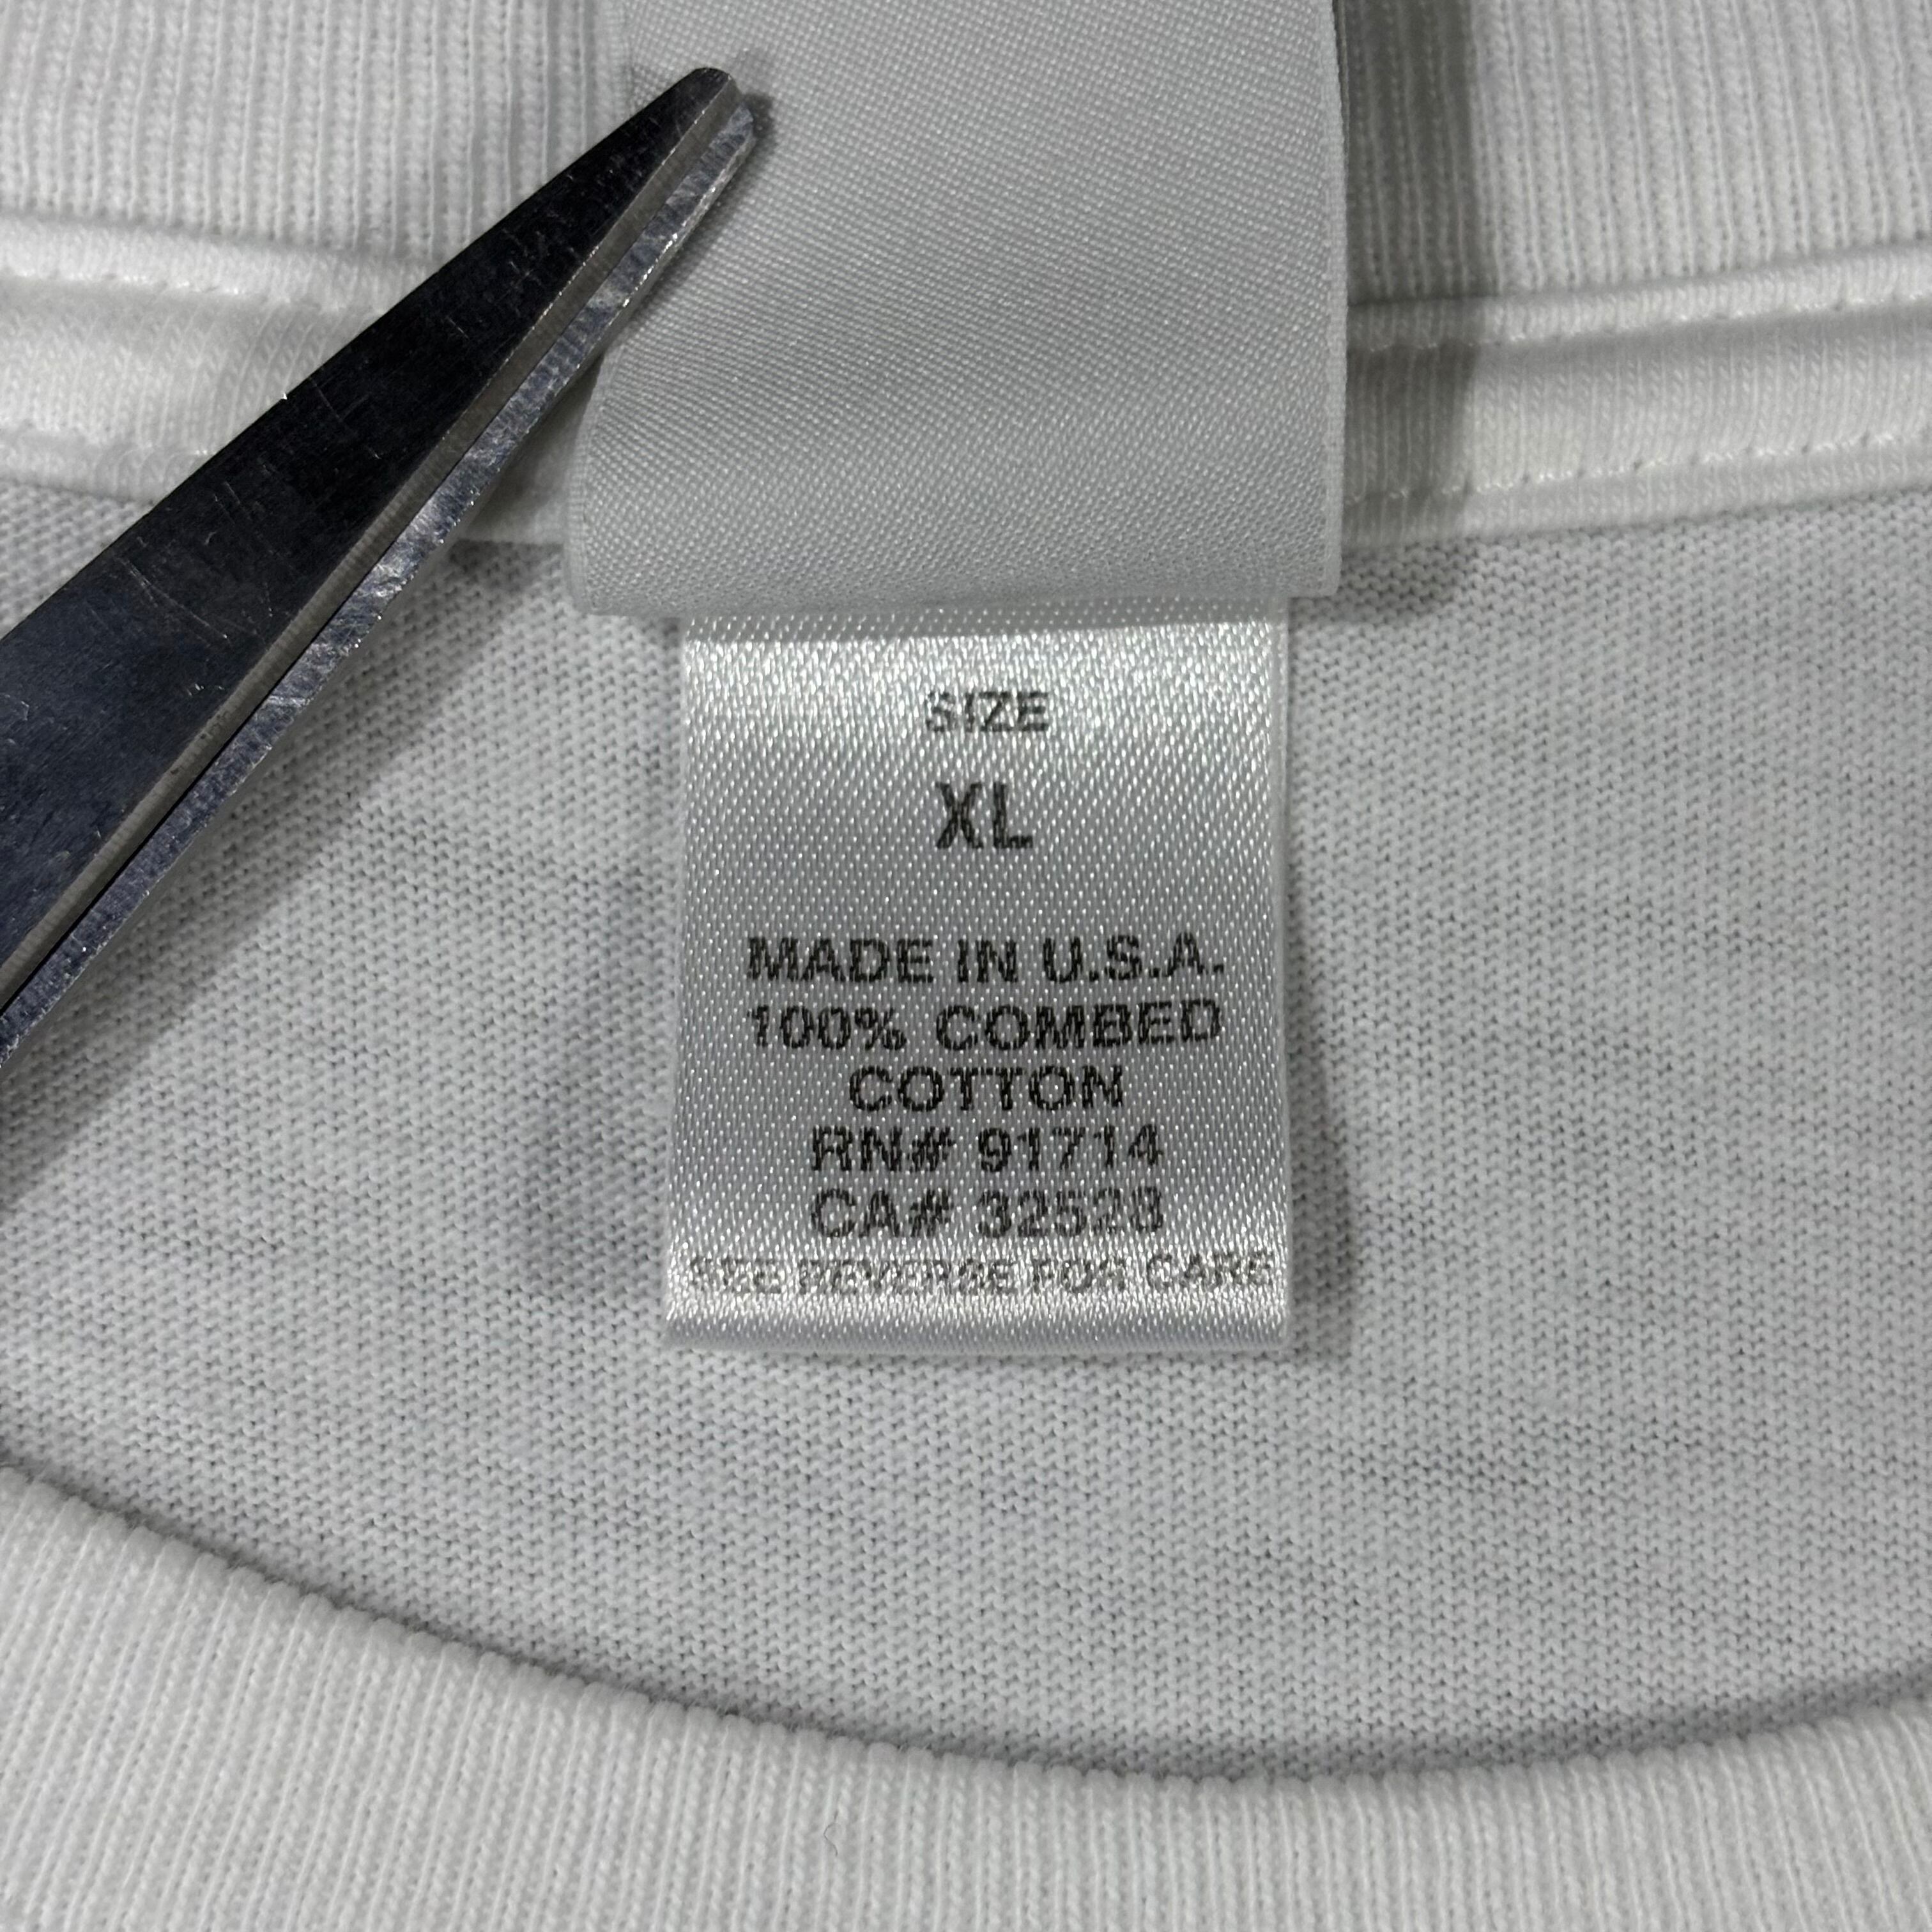 SIZE
XL
MADE IN U.S.A.
100% COMBED
COTTON
RN# 91714
CA# 32528
SEE REVERSE FOR CARE